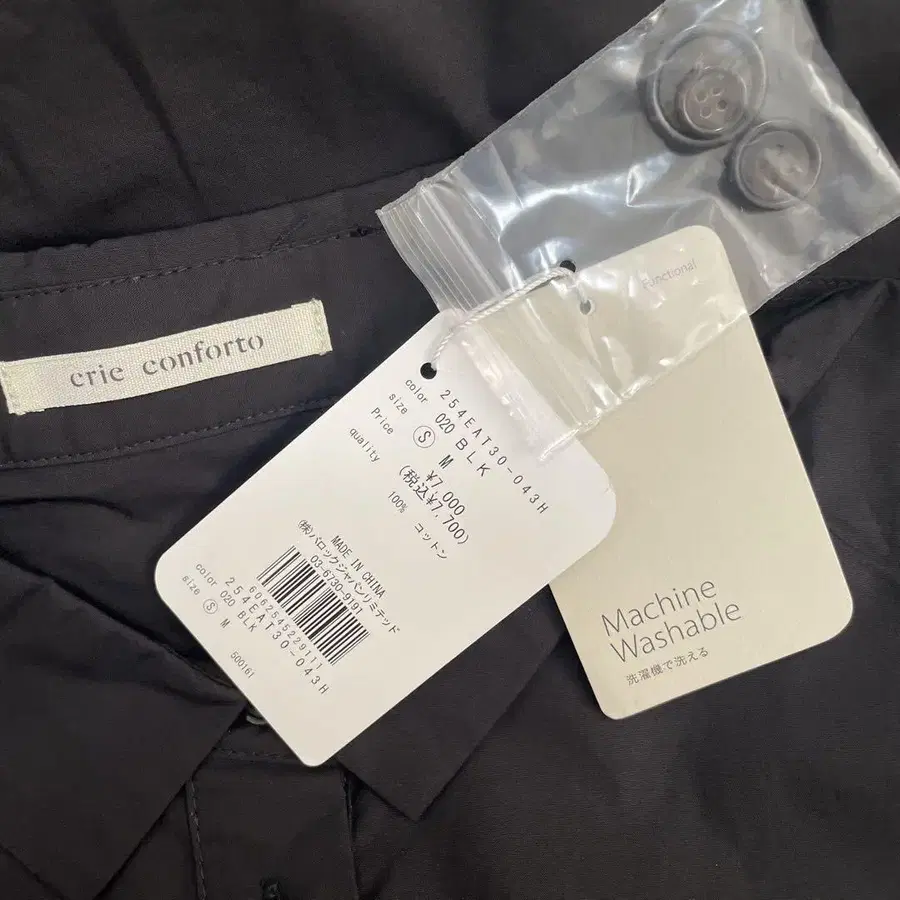 crie conforto
254EAT30-043H
color 020 BLK
size Ⓢ M
Price ¥7,000
(税込¥7,700)
quality 100% コットン
MADE IN CHINA
(株)バロックジャパンリミテッド
03-6730-9191
6062545229111
254EAT30-043H
color 020 BLK
size Ⓢ M
500161
Functional
Machine
Washable
洗濯機で洗える